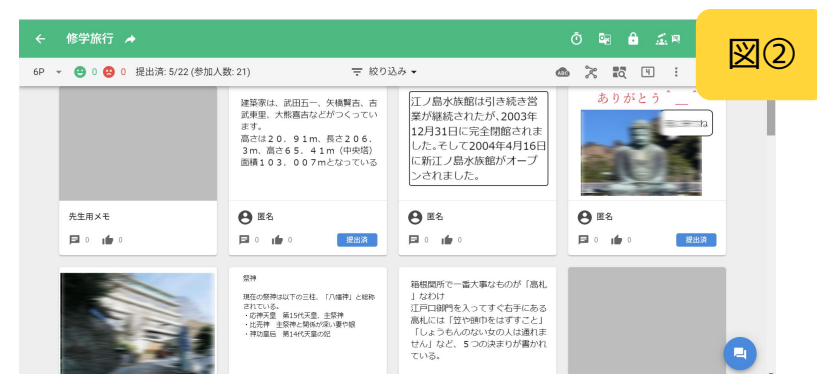 修学旅行
図②
6P 0 0 提出済: 5/22 (参加人数: 21) 絞り込み
ABC
4
建築家は、武田五一、矢橋賢吉、吉
武東里、大熊喜吉などがつくってい
ます。
高さは20．91m、長さ206．
3m、高さ65．41m（中央塔）
面積103．007mとなっている
江ノ島水族館は引き続き営
業が継続されたが、2003年
12月31日に完全閉館されま
した。そして2004年4月16日
に新江ノ島水族館がオープ
ンされました。
ありがとう＾＿＾
ね
先生用メモ
匿名
匿名
匿名
0 0
0 0 提出済
0 0
0 0 提出済
祭神
現在の祭神は以下の三柱、「八幡神」と総称
されている。
・応神天皇　第15代天皇、主祭神
・比売神　主祭神と関係が深い妻や娘
・神功皇后　第14代天皇の妃
箱根関所で一番大事なものが「高札
」なわけ
江戸口御門を入ってすぐ右手にある
高札には「笠や頭巾をはずすこと」
「しょうもんのない女の人は通れま
せん」など、５つの決まりが書かれ
ている。